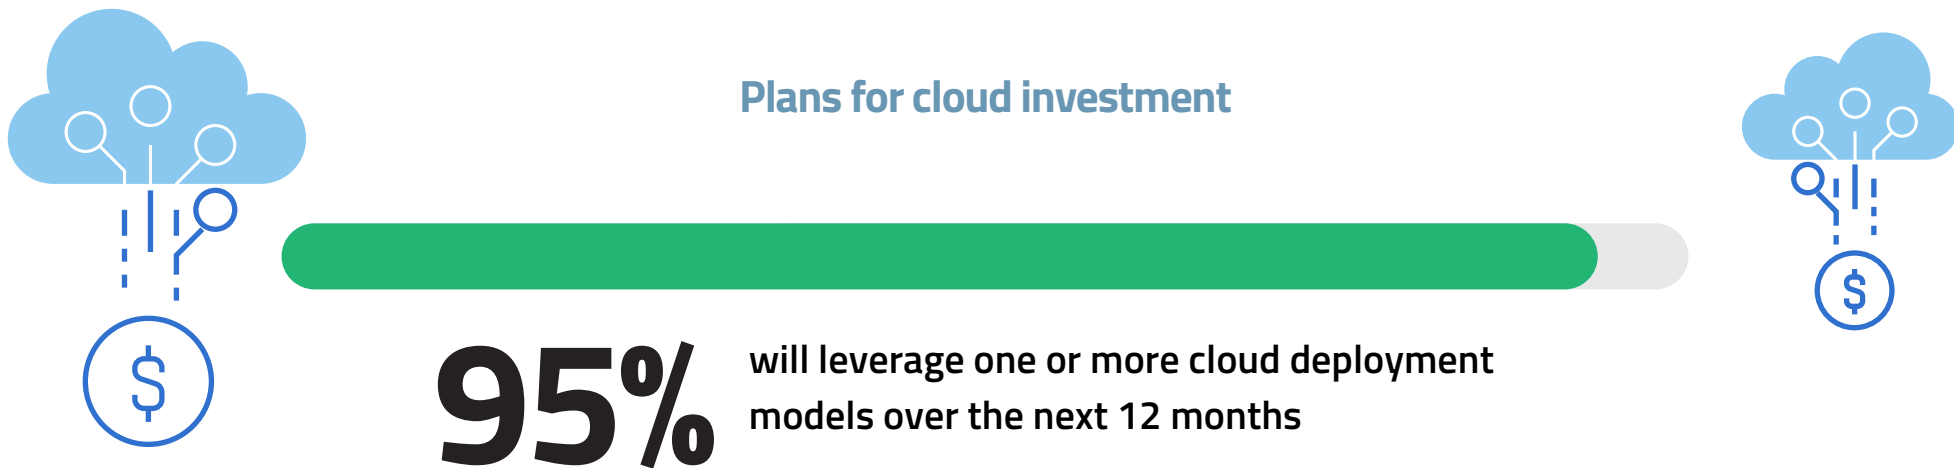 Plans for cloud investment
95%
will leverage one or more cloud deployment
models over the next 12 months
$
$